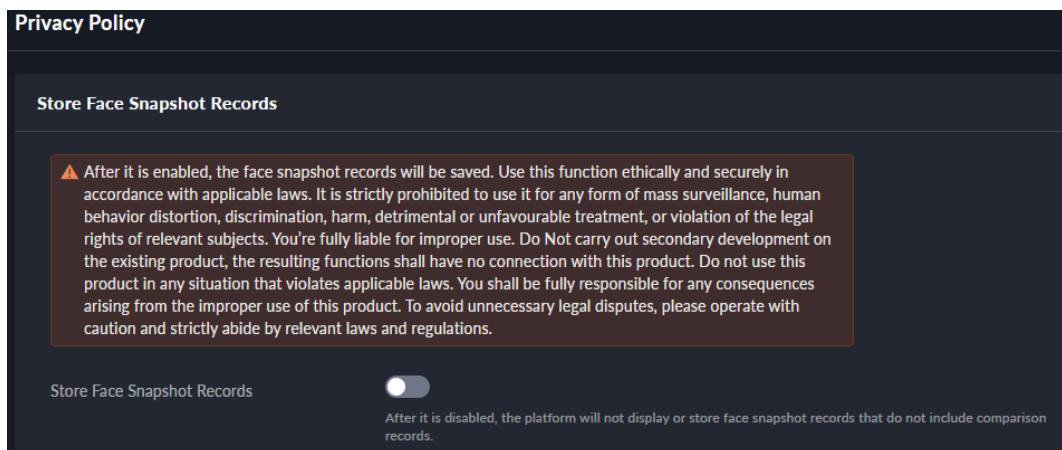 Privacy Policy
Store Face Snapshot Records
After it is enabled, the face snapshot records will be saved. Use this function ethically and securely in
accordance with applicable laws. It is strictly prohibited to use it for any form of mass surveillance, human
behavior distortion, discrimination, harm, detrimental or unfavourable treatment, or violation of the legal
rights of relevant subjects. You’re fully liable for improper use. Do Not carry out secondary development on
the existing product, the resulting functions shall have no connection with this product. Do not use this
product in any situation that violates applicable laws. You shall be fully responsible for any consequences
arising from the improper use of this product. To avoid unnecessary legal disputes, please operate with
caution and strictly abide by relevant laws and regulations.
Store Face Snapshot Records
After it is disabled, the platform will not display or store face snapshot records that do not include comparison
records.